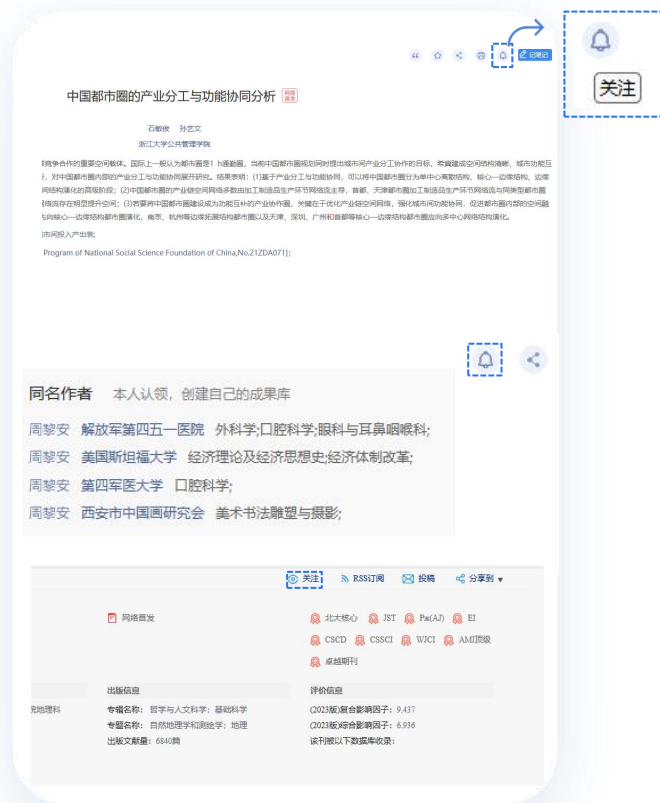 记笔记
关注
中国都市圈的产业分工与功能协同分析 网络首发
石敏俊 孙艺文
浙江大学公共管理学院
竞争合作的重要空间载体。国际上一般认为都市圈是1 h通勤圈，当前中国都市圈规划同时提出城市间产业分工协作的目标，希冀建成空间结构清晰、城市功能互
，对中国都市圈内部的产业分工与功能协同展开研究。结果表明：(1)基于产业分工与功能协同，可以将中国都市圈分为单中心离散结构、核心—边缘结构、边缘
间结构演化的高级阶段；(2)中国都市圈的产业链空间网络多数由加工制造品生产环节网络流主导，首都、天津都市圈加工制造品生产环节网络流与同类型都市圈
络流存在明显提升空间；(3)若要将中国都市圈建设成为功能互补的产业协作圈，关键在于优化产业链空间网络，强化城市间功能协同，促进都市圈内部的空间融
向核心—边缘结构都市圈演化，南京、杭州等边缘拓展结构都市圈以及天津、深圳、广州和首都等核心—边缘结构都市圈应向多中心网络结构演化。
市间投入产出表;
Program of National Social Science Foundation of China,No.21ZDA071];
同名作者 本人认领，创建自己的成果库
周黎安 解放军第四五一医院 外科学;口腔科学;眼科与耳鼻咽喉科;
周黎安 美国斯坦福大学 经济理论及经济思想史;经济体制改革;
周黎安 第四军医大学 口腔科学;
周黎安 西安市中国画研究会 美术书法雕塑与摄影;
关注 RSS订阅 投稿 分享到
网络首发 北大核心 JST Pж(AJ) EI
CSCD CSSCI WJCI AMI顶级
卓越期刊
出版信息 评价信息
院地理科 专辑名称：哲学与人文科学；基础科学 (2023版)复合影响因子：9.437
专题名称：自然地理学和测绘学；地理 (2023版)综合影响因子：6.936
出版文献量：6840篇 该刊被以下数据库收录：